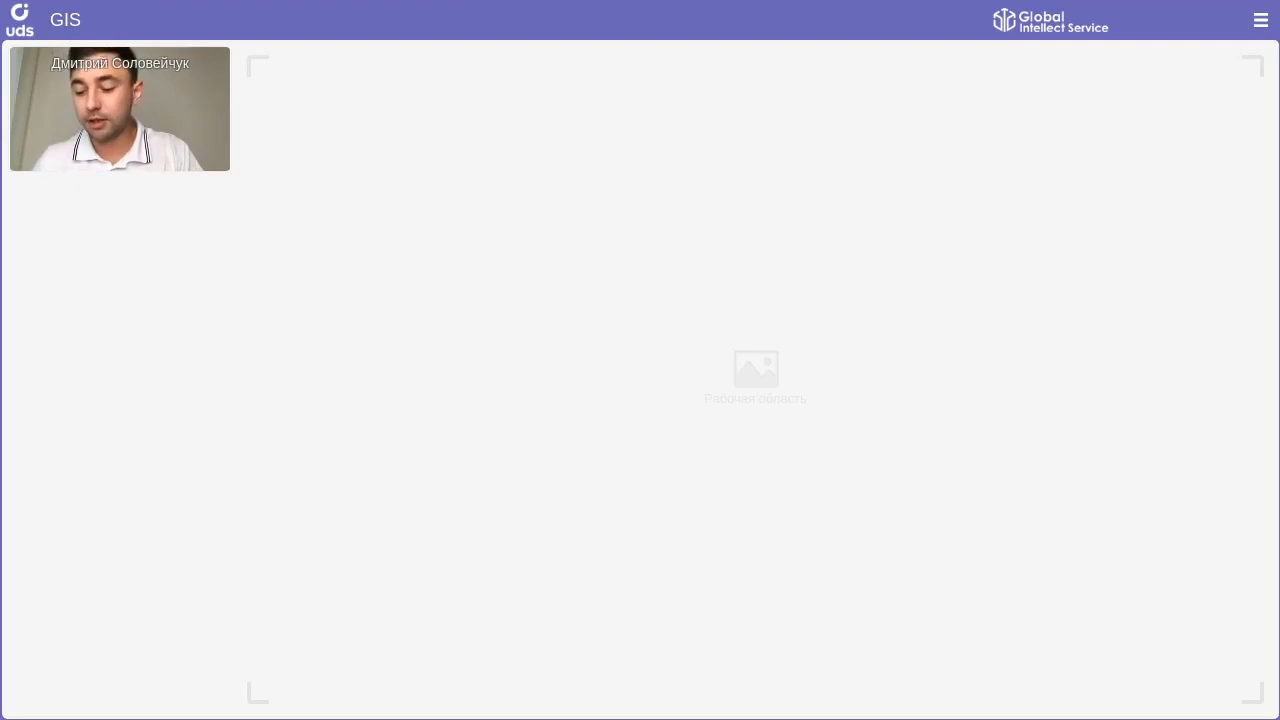 uds
GIS
Global
Intellect Service
Дмитрий Соловейчук
Рабочая область